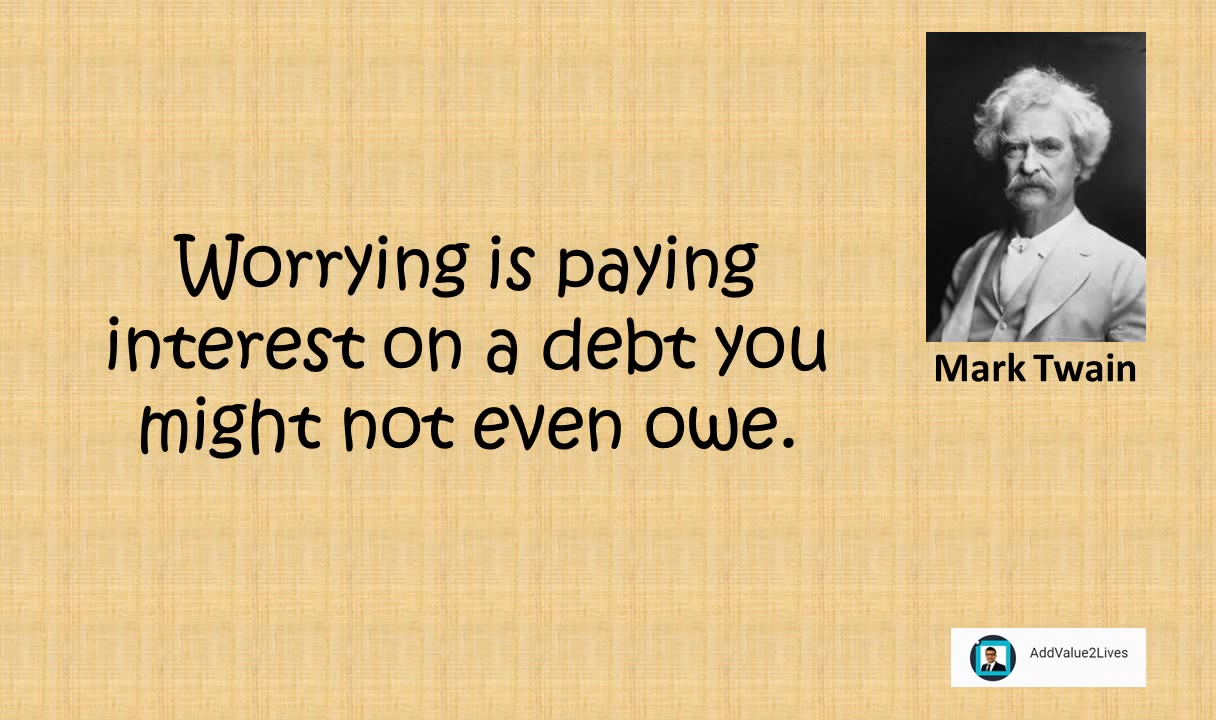 Worrying is paying
interest on a debt you
might not even owe.
Mark Twain
AddValue2Lives